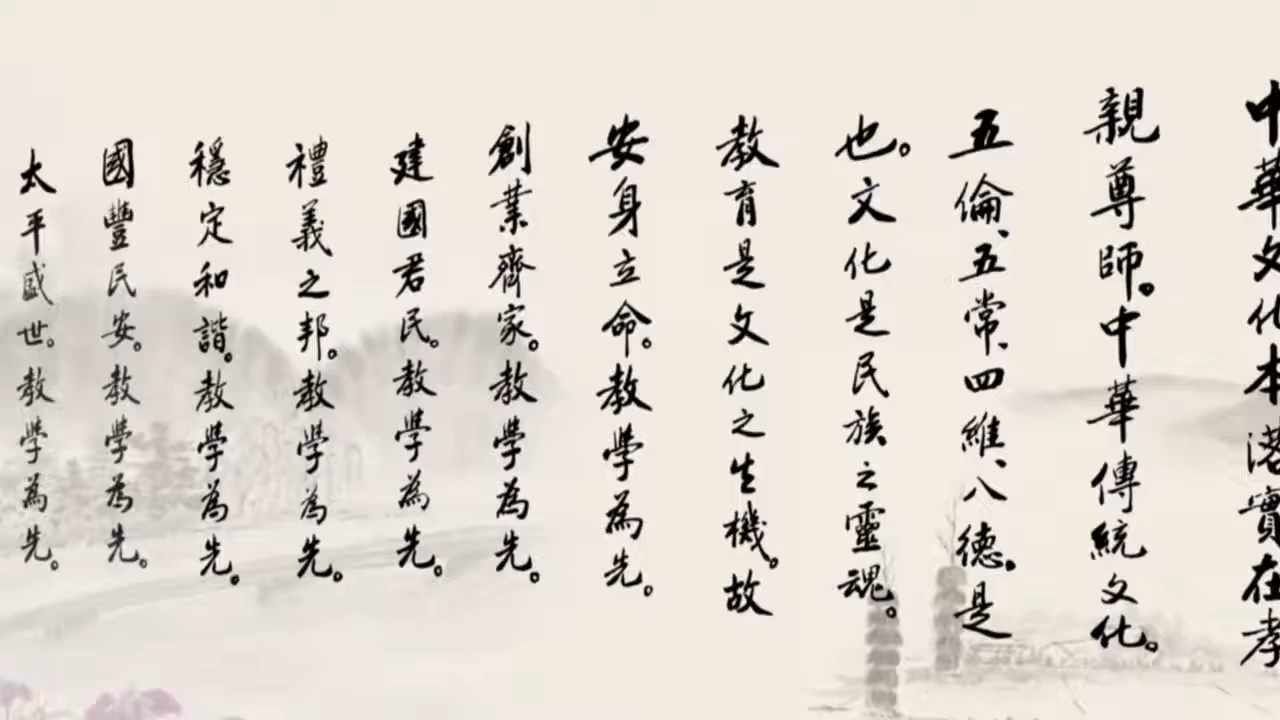 中華文化本港實在孝
親尊師。中華傳統文化。
五倫、五常、四維、八德。是
也。文化是民族之靈魂。
教育是文化之生機。故
安身立命。教學為先。
創業齊家。教學為先。
建國君民。教學為先。
禮義之邦。教學為先。
穩定和諧。教學為先。
國豐民安。教學為先。
太平盛世。教學為先。